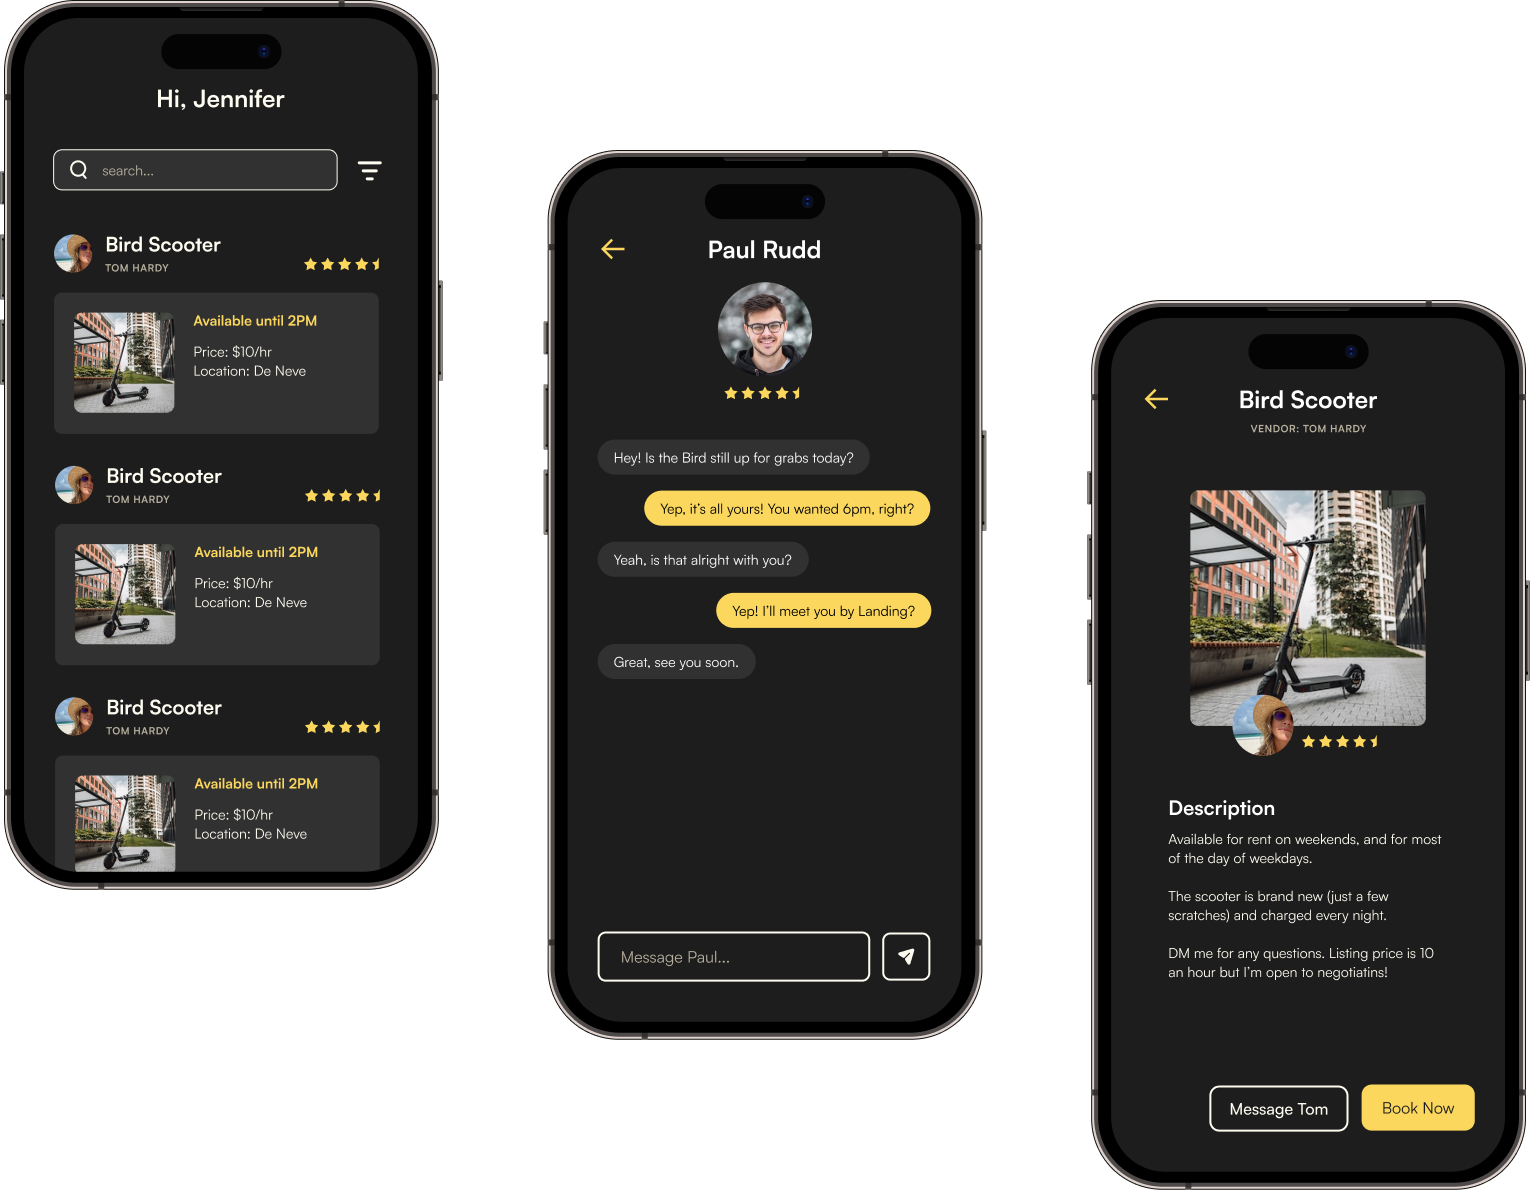 Hi, Jennifer
search...
Bird Scooter
TOM HARDY
Available until 2PM
Price: $10/hr
Location: De Neve
Bird Scooter
TOM HARDY
Available until 2PM
Price: $10/hr
Location: De Neve
Bird Scooter
TOM HARDY
Available until 2PM
Price: $10/hr
Location: De Neve
Paul Rudd
Hey! Is the Bird still up for grabs today?
Yep, it's all yours! You wanted 6pm, right?
Yeah, is that alright with you?
Yep! I'll meet you by Landing?
Great, see you soon.
Message Paul...
Bird Scooter
VENDOR: TOM HARDY
Description
Available for rent on weekends, and for most
of the day of weekdays.
The scooter is brand new (just a few
scratches) and charged every night.
DM me for any questions. Listing price is 10
an hour but I'm open to negotiatins!
Message Tom
Book Now